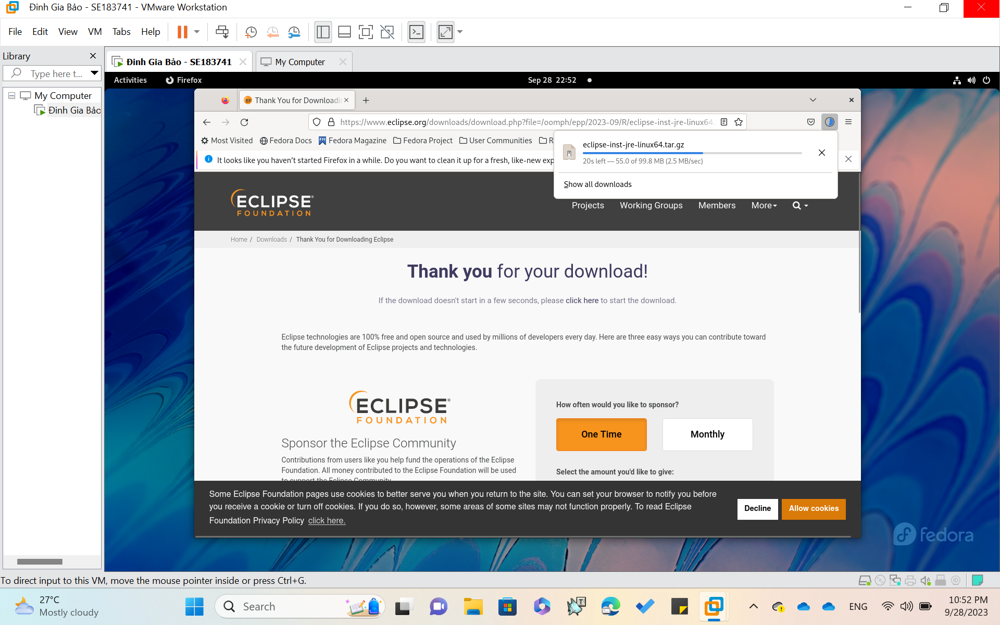 Đinh Gia Bảo - SE183741 - VMware Workstation
File Edit View VM Tabs Help
Library
Type here t...
My Computer
Đinh Gia Bảo
Đinh Gia Bảo - SE183741
My Computer
Activities
Firefox
Sep 28 22:52
Thank You for Downloadin
https://www.eclipse.org/downloads/download.php?file=/oomph/epp/2023-09/R/eclipse-inst-jre-linux64.
Most Visited
Fedora Docs
Fedora Magazine
Fedora Project
User Communities
R
It looks like you haven't started Firefox in a while. Do you want to clean it up for a fresh, like-new exp
eclipse-inst-jre-linux64.tar.gz
20s left — 55.0 of 99.8 MB (2.5 MB/sec)
Show all downloads
ECLIPSE®
FOUNDATION
Projects
Working Groups
Members
More
Home / Downloads / Thank You for Downloading Eclipse
Thank you for your download!
If the download doesn't start in a few seconds, please click here to start the download.
Eclipse technologies are 100% free and open source and used by millions of developers every day. Here are three easy ways you can contribute toward
the future development of Eclipse projects and technologies.
ECLIPSE®
FOUNDATION
Sponsor the Eclipse Community
Contributions from users like you help fund the operations of the Eclipse
Foundation. All money contributed to the Eclipse Foundation will be used
to support the Eclipse Community.
How often would you like to sponsor?
One Time
Monthly
Select the amount you'd like to give:
Some Eclipse Foundation pages use cookies to better serve you when you return to the site. You can set your browser to notify you before
you receive a cookie or turn off cookies. If you do so, however, some areas of some sites may not function properly. To read Eclipse
Foundation Privacy Policy click here.
Decline
Allow cookies
fedora
To direct input to this VM, move the mouse pointer inside or press Ctrl+G.
27°C
Mostly cloudy
Search
ENG
10:52 PM
9/28/2023